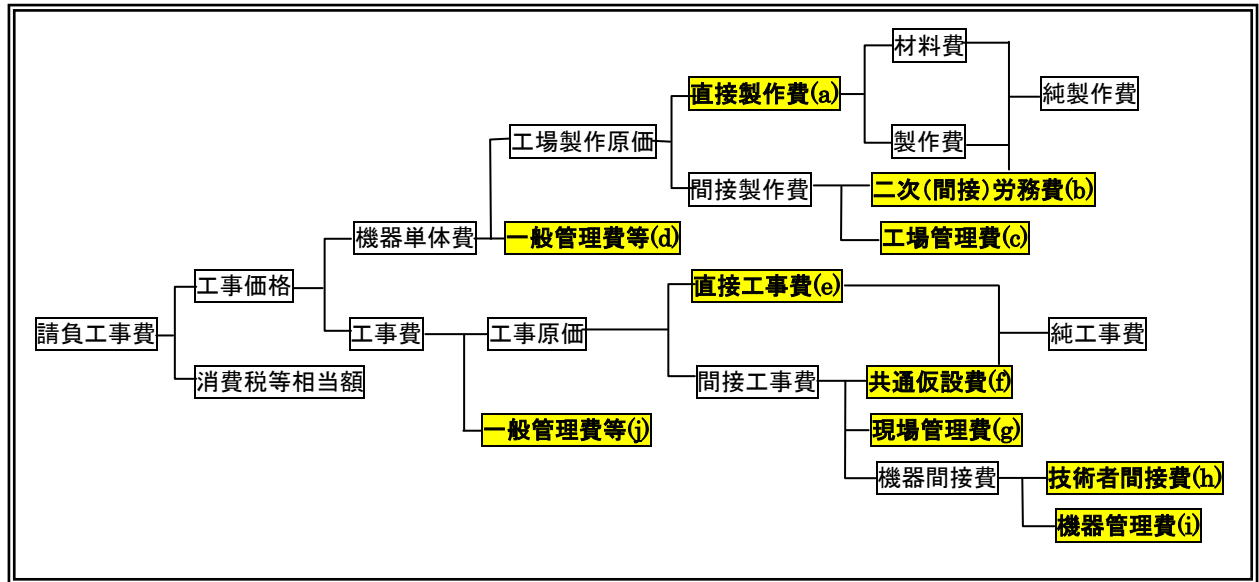 材料費
直接製作費(a)
純製作費
工場製作原価
製作費
間接製作費
二次(間接)労務費(b)
機器単体費
一般管理費等(d)
工場管理費(c)
工事価格
直接工事費(e)
請負工事費
工事費
工事原価
純工事費
消費税等相当額
間接工事費
共通仮設費(f)
一般管理費等(j)
現場管理費(g)
機器間接費
技術者間接費(h)
機器管理費(i)